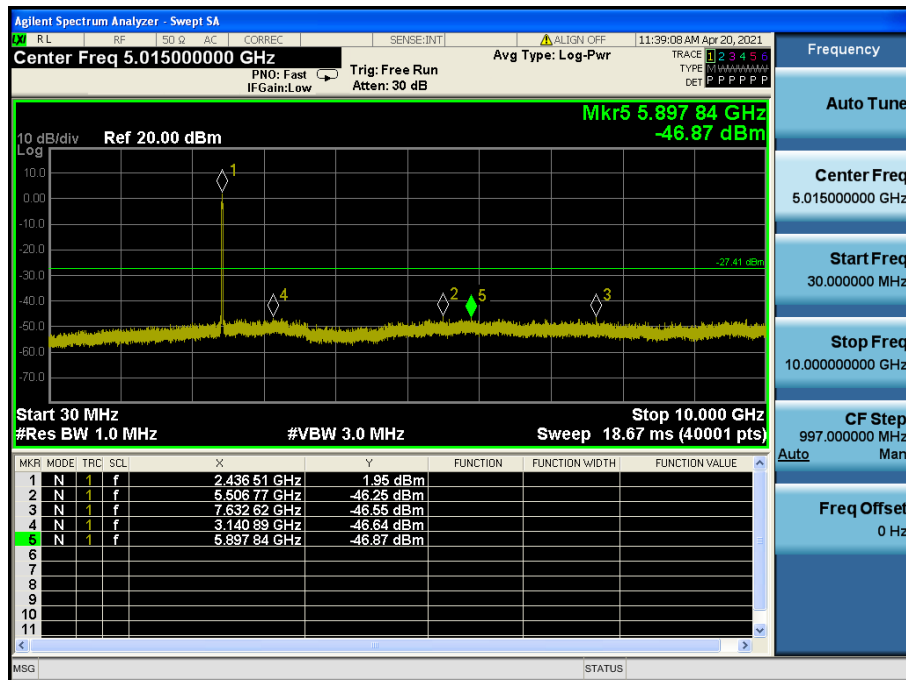 Agilent Spectrum Analyzer - Swept SA
LXI RL RF 50 Ω AC CORREC SENSE:INT ALIGN OFF 11:39:08 AM Apr 20, 2021
Center Freq 5.015000000 GHz Avg Type: Log-Pwr TRACE 1 2 3 4 5 6
PNO: Fast Trig: Free Run TYPE M WWWWW
IFGain:Low Atten: 30 dB DET P P P P P P
Mkr5 5.897 84 GHz
10 dB/div Ref 20.00 dBm -46.87 dBm
Log
10.0
0.00
-10.0
-20.0
-30.0
-40.0
-50.0
-60.0
-70.0
1
-27.41 dBm
4 2 5 3
Start 30 MHz Stop 10.000 GHz
#Res BW 1.0 MHz #VBW 3.0 MHz Sweep 18.67 ms (40001 pts)
MKR MODE TRC SCL X Y FUNCTION FUNCTION WIDTH FUNCTION VALUE
1 N 1 f 2.436 51 GHz 1.95 dBm
2 N 1 f 5.506 77 GHz -46.25 dBm
3 N 1 f 7.632 62 GHz -46.55 dBm
4 N 1 f 3.140 89 GHz -46.64 dBm
5 N 1 f 5.897 84 GHz -46.87 dBm
6
7
8
9
10
11
MSG STATUS
Frequency
Auto Tune
Center Freq
5.015000000 GHz
Start Freq
30.000000 MHz
Stop Freq
10.000000000 GHz
CF Step
997.000000 MHz
Auto Man
Freq Offset
0 Hz